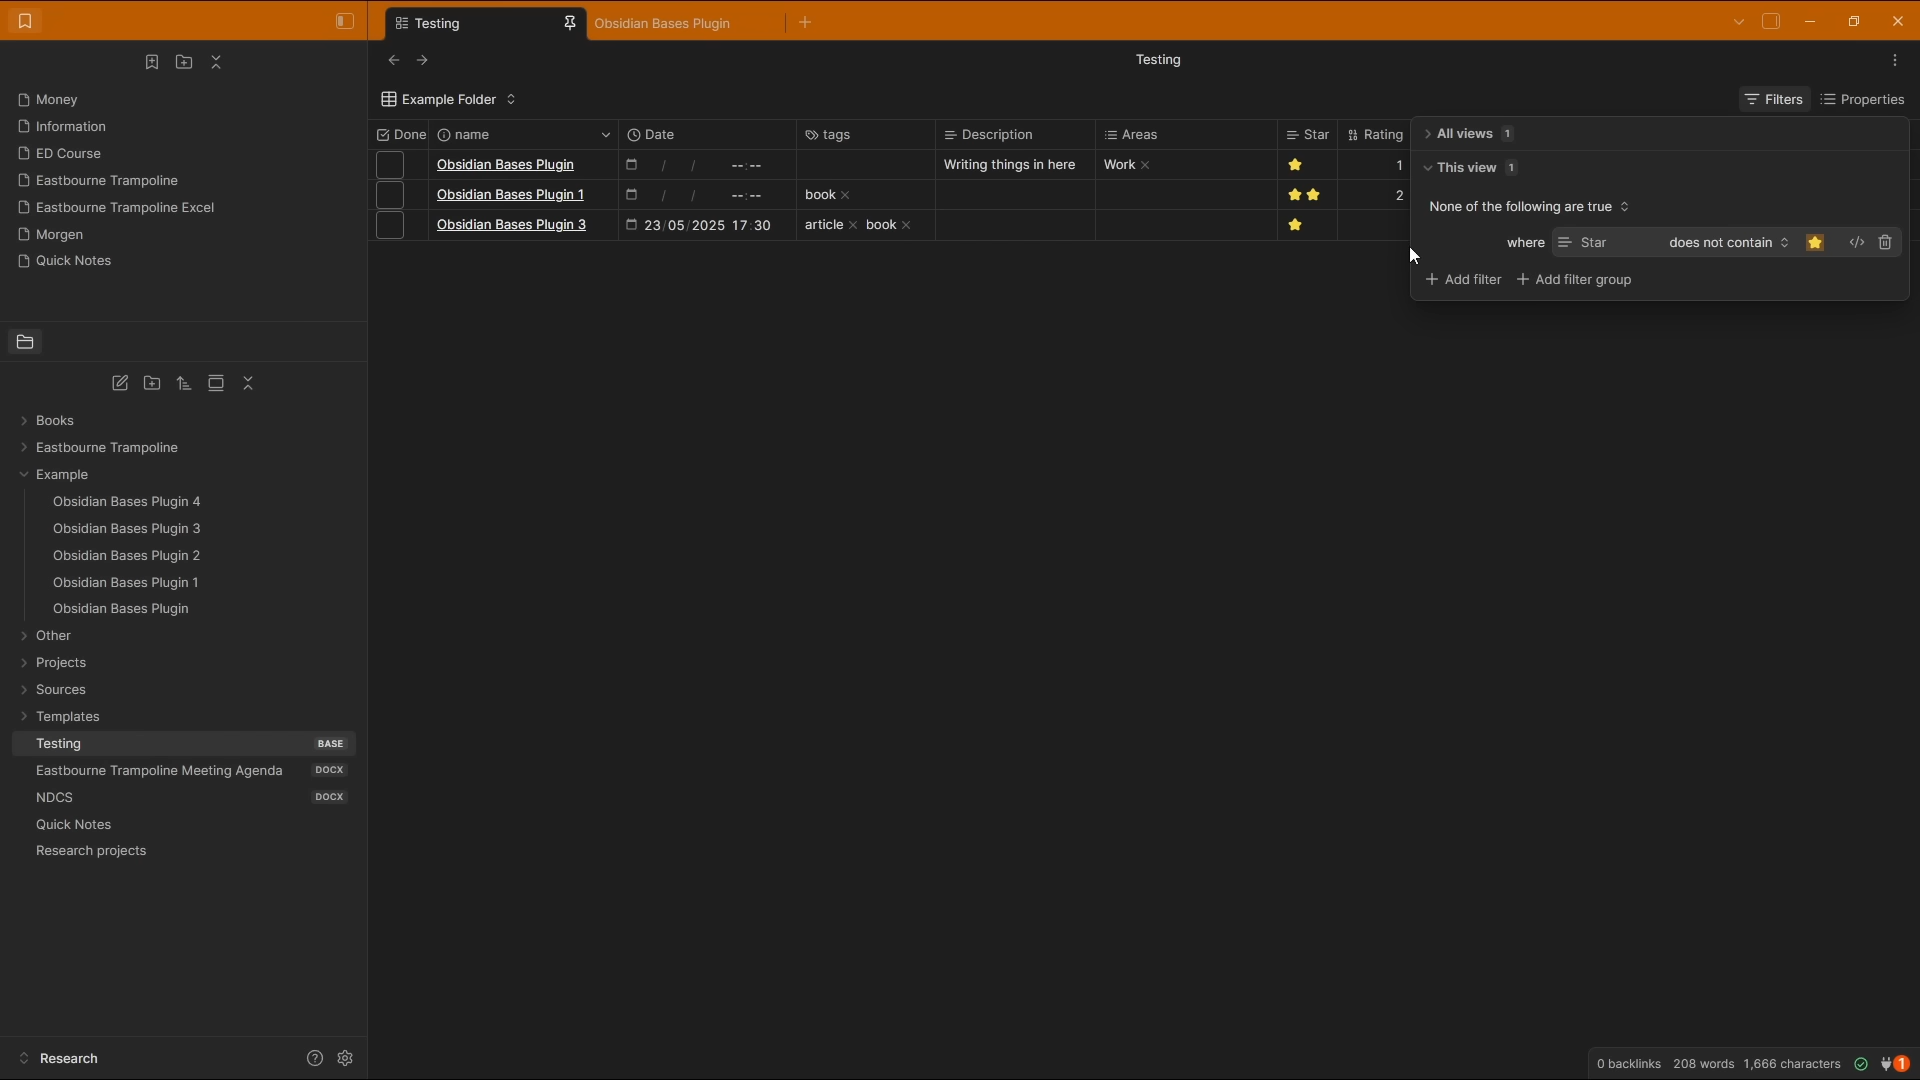 Testing
Obsidian Bases Plugin
Testing
Money
Information
ED Course
Eastbourne Trampoline
Eastbourne Trampoline Excel
Morgen
Quick Notes
Books
Eastbourne Trampoline
Example
Obsidian Bases Plugin 4
Obsidian Bases Plugin 3
Obsidian Bases Plugin 2
Obsidian Bases Plugin 1
Obsidian Bases Plugin
Other
Projects
Sources
Templates
Testing BASE
Eastbourne Trampoline Meeting Agenda DOCX
NDCS DOCX
Quick Notes
Research projects
Research
Example Folder
Filters Properties
Done name Date tags Description Areas Star Rating
Obsidian Bases Plugin / / --:-- Writing things in here Work × ⭐ 1
Obsidian Bases Plugin 1 / / --:-- book × ⭐⭐ 2
Obsidian Bases Plugin 3 23/05/2025 17:30 article × book × ⭐
All views 1
This view 1
None of the following are true
where Star does not contain ⭐ </>
+ Add filter + Add filter group
0 backlinks 208 words 1,666 characters 1